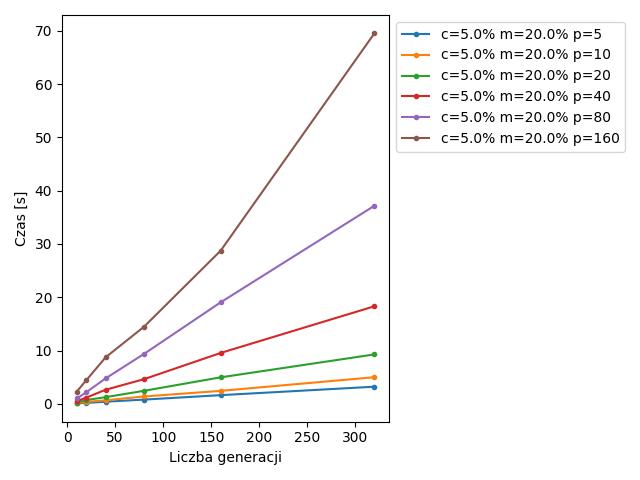 70
60
50
40
30
20
10
0
Czas [s]
0 50 100 150 200 250 300
Liczba generacji
c=5.0% m=20.0% p=5
c=5.0% m=20.0% p=10
c=5.0% m=20.0% p=20
c=5.0% m=20.0% p=40
c=5.0% m=20.0% p=80
c=5.0% m=20.0% p=160